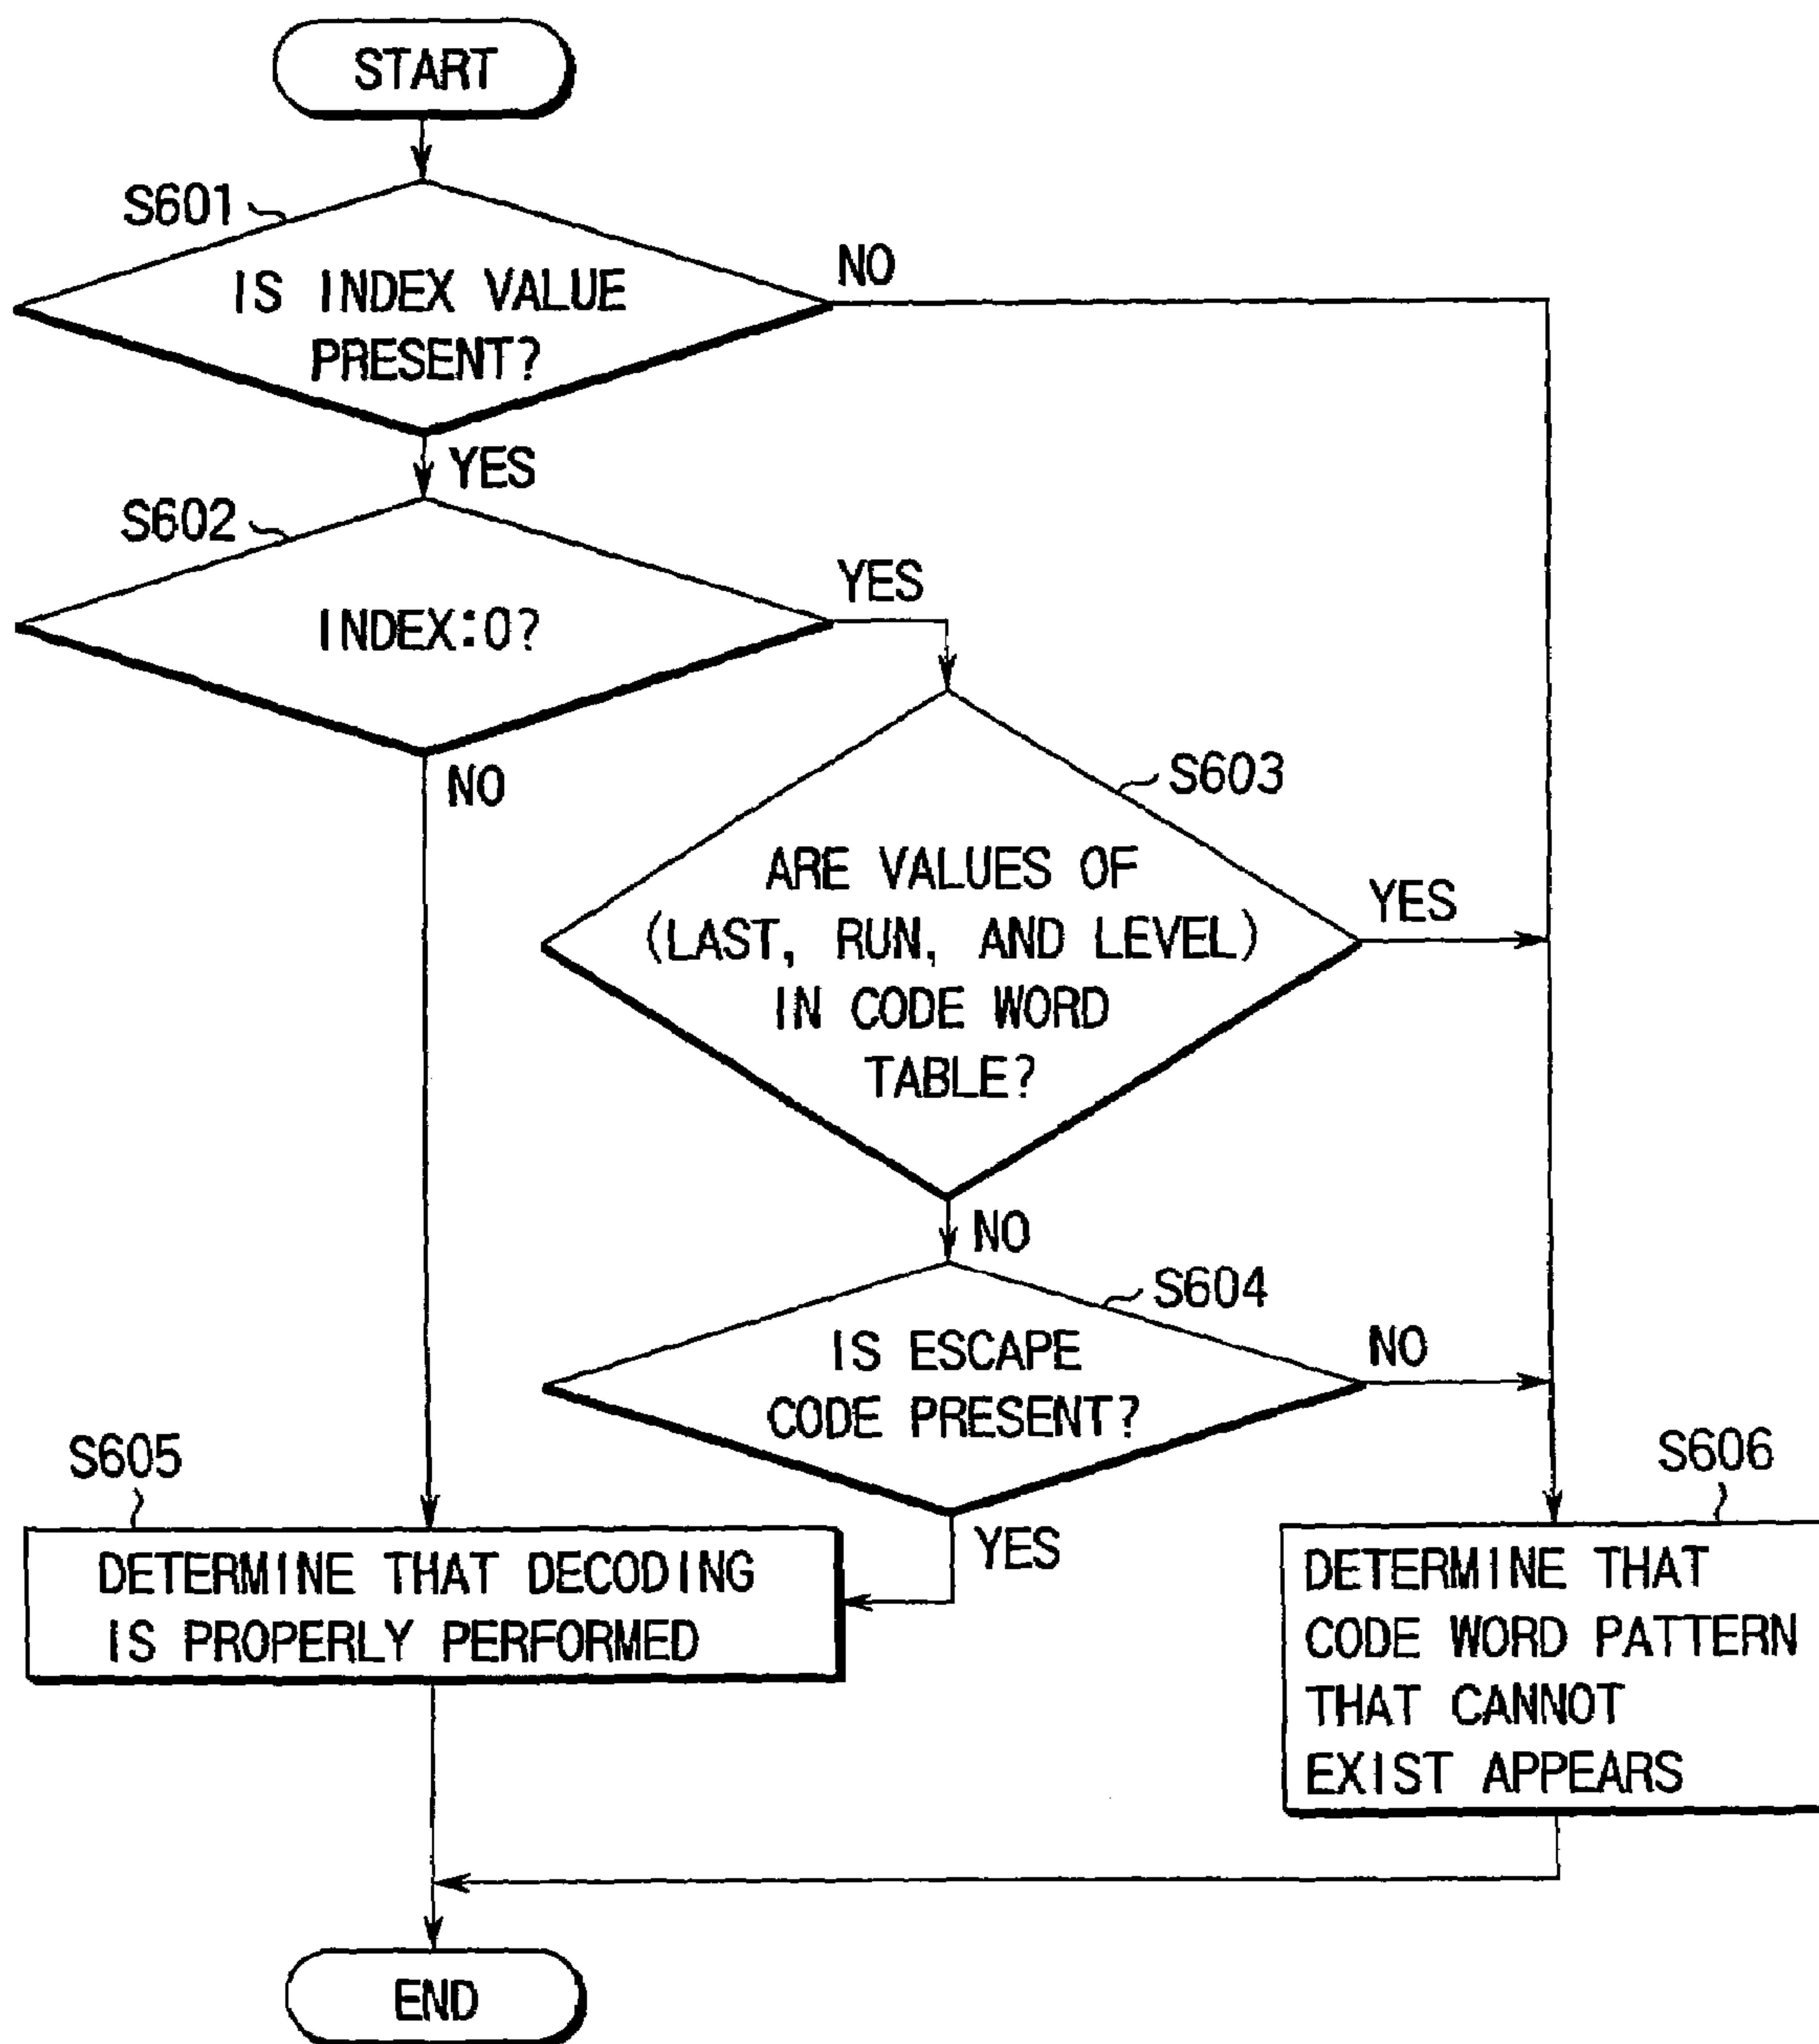 START
S601
IS INDEX VALUE
PRESENT?
NO
YES
S602
INDEX:0?
YES
NO
S603
ARE VALUES OF
(LAST, RUN, AND LEVEL)
IN CODE WORD
TABLE?
YES
NO
S604
IS ESCAPE
CODE PRESENT?
NO
YES
S605
DETERMINE THAT DECODING
IS PROPERLY PERFORMED
S606
DETERMINE THAT
CODE WORD PATTERN
THAT CANNOT
EXIST APPEARS
END